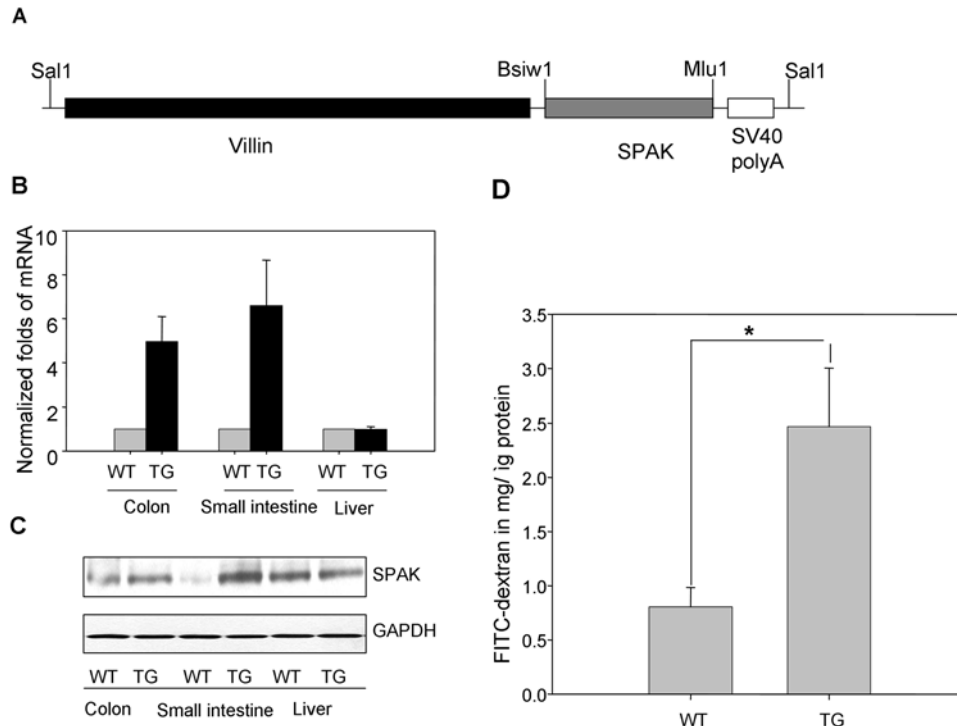 A
Sal1 Bsiw1 Mlu1 Sal1
Villin SPAK SV40
polyA
B
Normalized folds of mRNA
10
8
6
4
2
0
WT TG WT TG WT TG
Colon Small intestine Liver
C
SPAK
GAPDH
WT TG WT TG WT TG
Colon Small intestine Liver
D
FITC-dextran in mg/ ìg protein
3.5
3.0
2.5
2.0
1.5
1.0
0.5
0.0
*
WT TG